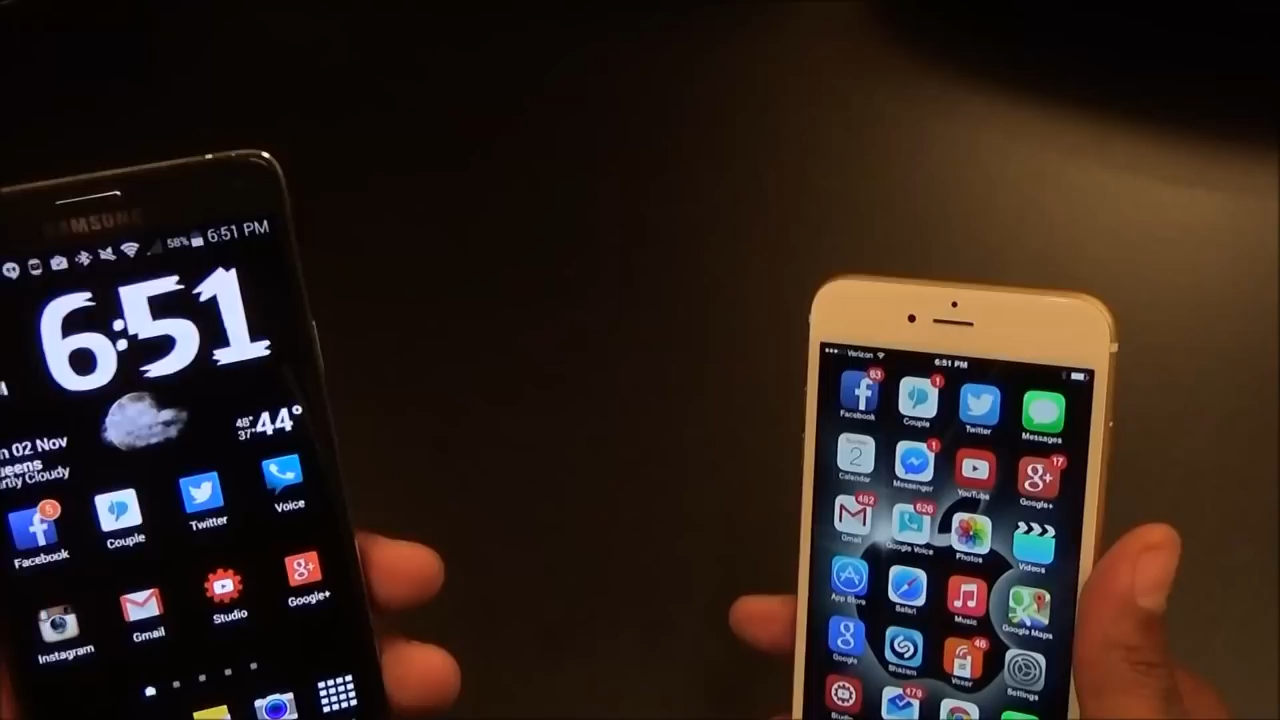 SAMSUNG
58% 6:51 PM
6:51
48°
37° 44°
02 Nov
Queens
Partly Cloudy
5
Facebook
Couple
Twitter
Voice
Instagram
Gmail
Studio
Google+
Verizon
6:51 PM
63
Facebook
1
Couple
Twitter
Messages
2
Calendar
1
Messenger
YouTube
17
Google+
482
Gmail
626
Google Voice
Photos
Videos
App Store
Safari
Music
Google Maps
Google
Shazam
46
Voxer
Settings
Studio
479